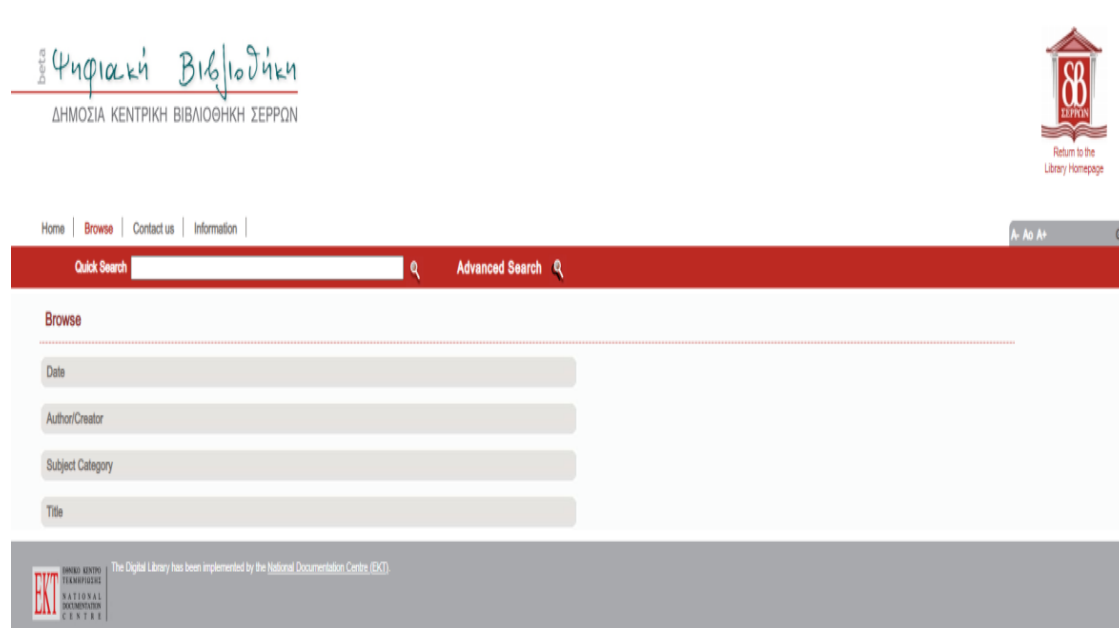 beta
Ψηφιακή Βιβλιοθήκη
ΔΗΜΟΣΙΑ ΚΕΝΤΡΙΚΗ ΒΙΒΛΙΟΘΗΚΗ ΣΕΡΡΩΝ
ΣΒ
ΣΕΡΡΩΝ
Return to the
Library Homepage
Home Browse Contact us Information
A- Ao A+
Quick Search Advanced Search
Browse
Date
Author/Creator
Subject Category
Title
EKT
ΕΘΝΙΚΟ ΚΕΝΤΡΟ
ΤΕΚΜΗΡΙΩΣΗΣ
NATIONAL
DOCUMENTATION
CENTRE
The Digital Library has been implemented by the National Documentation Centre (EKT).